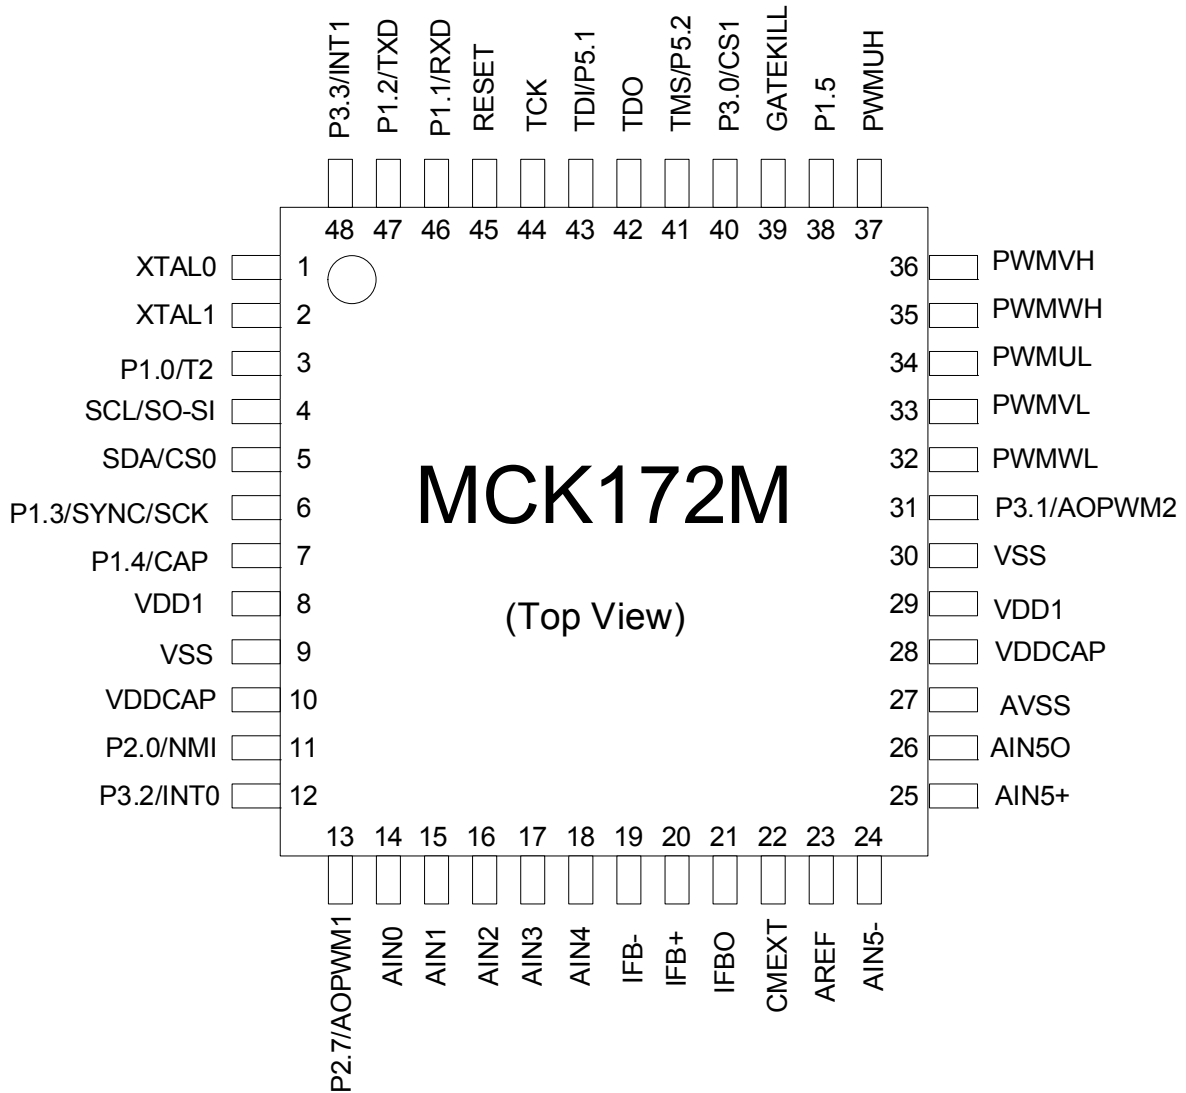 P3.3/INT1
P1.2/TXD
P1.1/RXD
RESET
TCK
TDI/P5.1
TDO
TMS/P5.2
P3.0/CS1
GATEKILL
P1.5
PWMUH
48 47 46 45 44 43 42 41 40 39 38 37
XTAL0 1
XTAL1 2
P1.0/T2 3
SCL/SO-SI 4
SDA/CS0 5
P1.3/SYNC/SCK 6
P1.4/CAP 7
VDD1 8
VSS 9
VDDCAP 10
P2.0/NMI 11
P3.2/INT0 12
MCK172M
(Top View)
36 PWMVH
35 PWMWH
34 PWMUL
33 PWMVL
32 PWMWL
31 P3.1/AOPWM2
30 VSS
29 VDD1
28 VDDCAP
27 AVSS
26 AIN5O
25 AIN5+
13 14 15 16 17 18 19 20 21 22 23 24
P2.7/AOPWM1
AIN0
AIN1
AIN2
AIN3
AIN4
IFB-
IFB+
IFBO
CMEXT
AREF
AIN5-